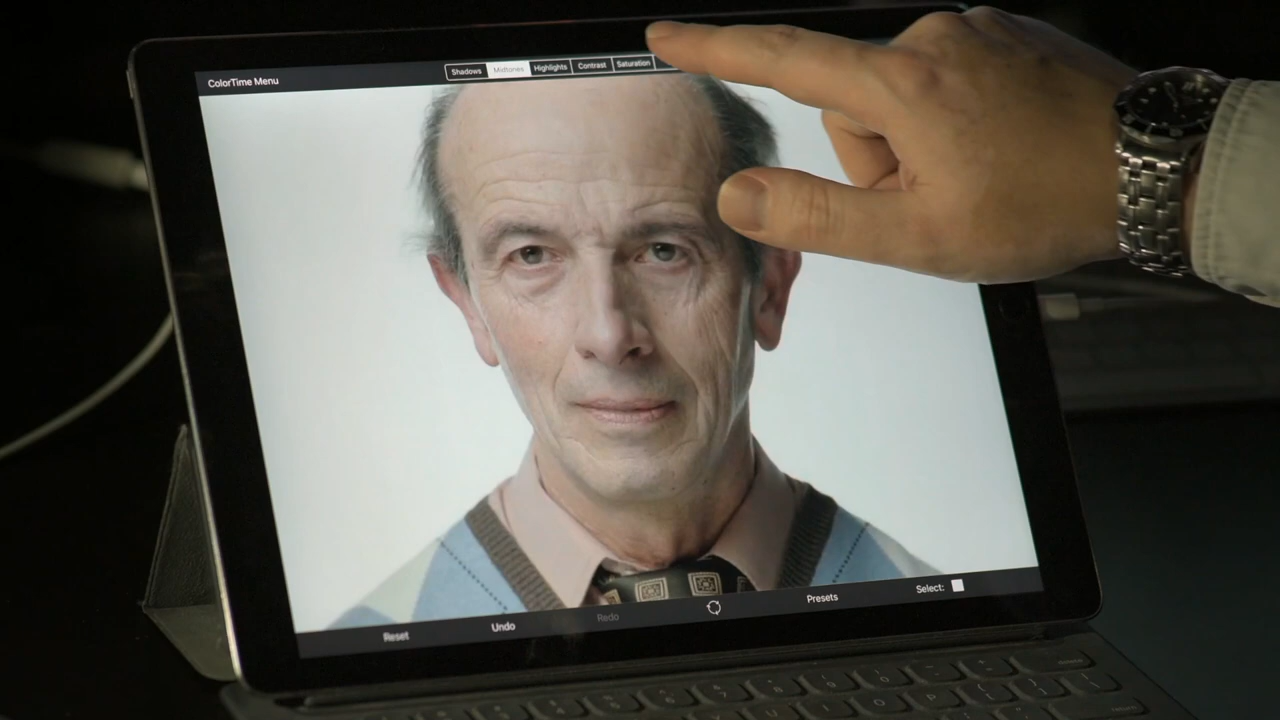 ColorTime Menu
Shadows Midtones Highlights Contrast Saturation
Reset Undo Redo Presets Select: